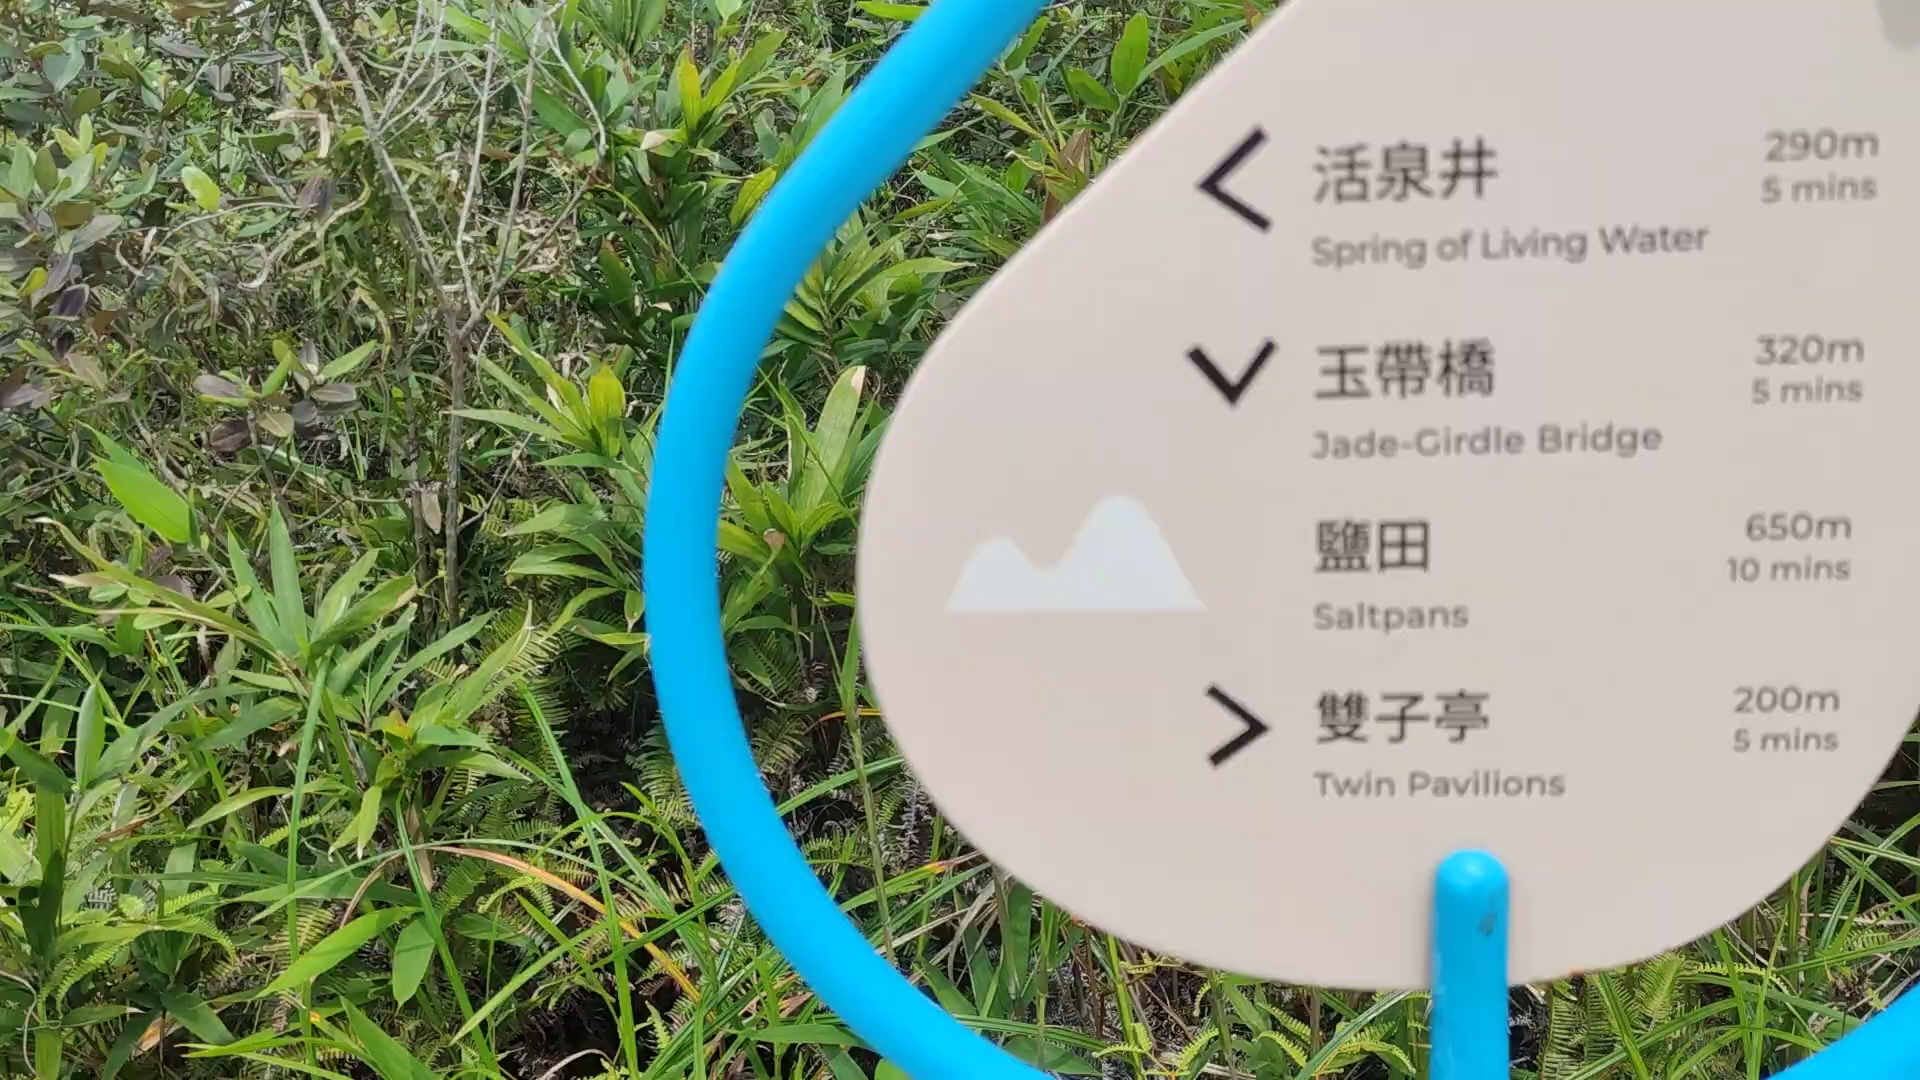 活泉井 290m
5 mins
Spring of Living Water
玉帶橋 320m
5 mins
Jade-Girdle Bridge
鹽田 650m
10 mins
Saltpans
雙子亭 200m
5 mins
Twin Pavilions